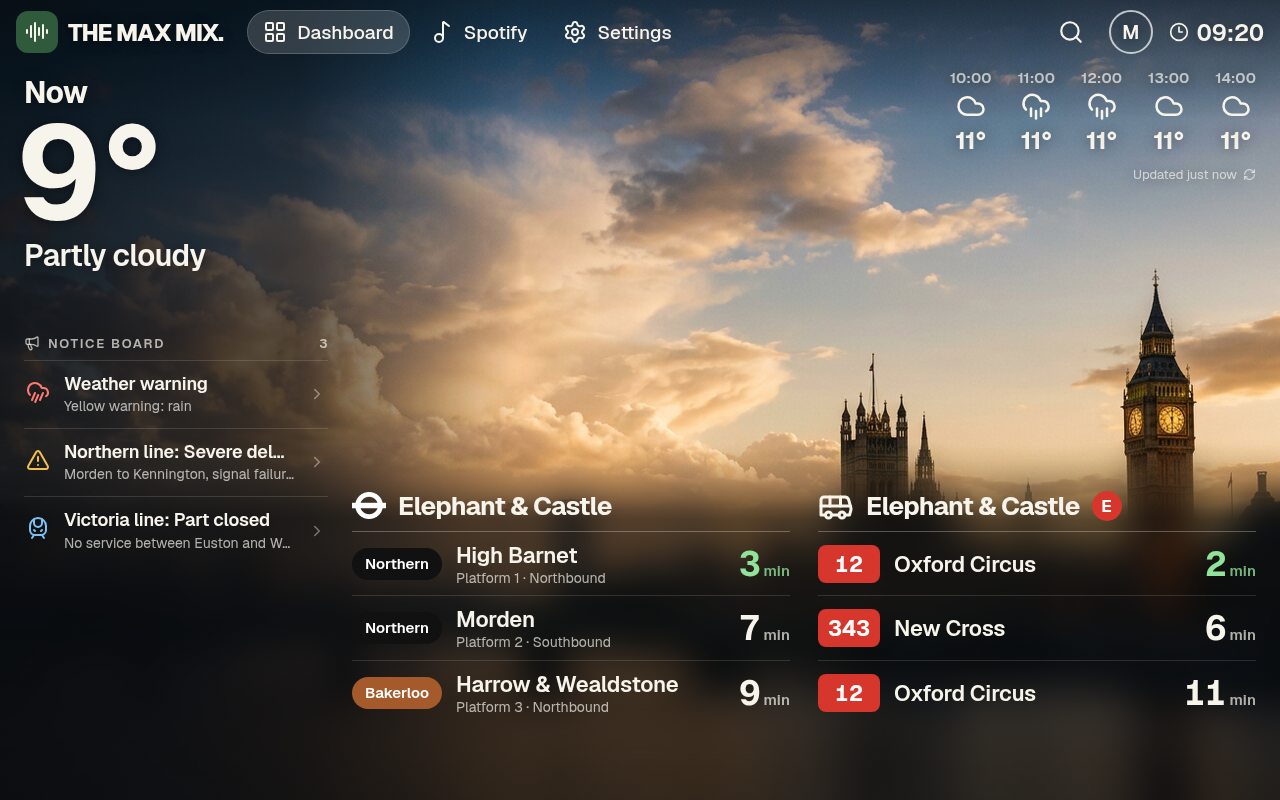 THE MAX MIX.
Dashboard
Spotify
Settings
M
09:20
Now
9°
Partly cloudy
10:00 11:00 12:00 13:00 14:00
11° 11° 11° 11° 11°
Updated just now
NOTICE BOARD 3
Weather warning
Yellow warning: rain
Northern line: Severe del...
Morden to Kennington, signal failur...
Victoria line: Part closed
No service between Euston and W...
Elephant & Castle
Northern High Barnet 3 min
Platform 1 · Northbound
Northern Morden 7 min
Platform 2 · Southbound
Bakerloo Harrow & Wealdstone 9 min
Platform 3 · Northbound
Elephant & Castle E
12 Oxford Circus 2 min
343 New Cross 6 min
12 Oxford Circus 11 min